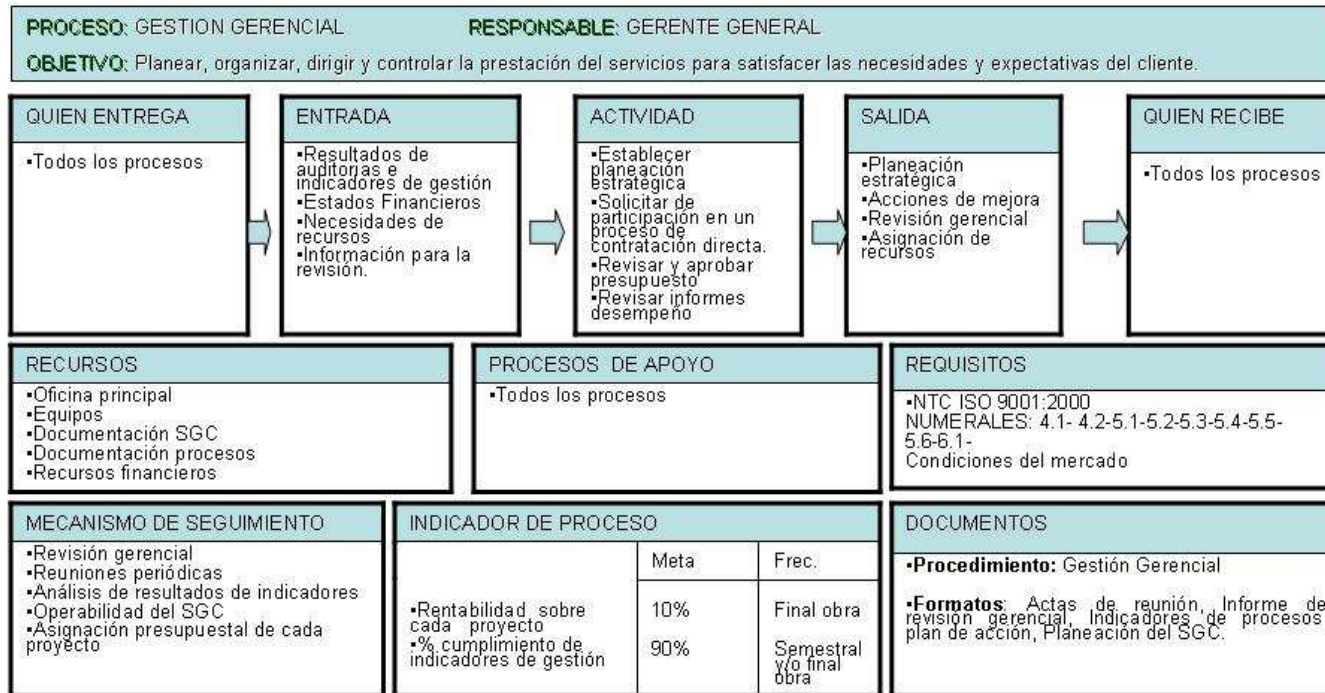 PROCESO: GESTION GERENCIAL RESPONSABLE: GERENTE GENERAL
OBJETIVO: Planear, organizar, dirigir y controlar la prestación del servicios para satisfacer las necesidades y expectativas del cliente.
QUIEN ENTREGA
▪Todos los procesos
ENTRADA
▪Resultados de
auditorias e
indicadores de gestión
▪Estados Financieros
▪Necesidades de
recursos
▪Información para la
revisión.
ACTIVIDAD
▪Establecer
planeación
estratégica
▪Solicitar de
participación en un
proceso de
contratación directa.
▪Revisar y aprobar
presupuesto
▪Revisar informes
desempeño
SALIDA
▪Planeación
estratégica
▪Acciones de mejora
▪Revisión gerencial
▪Asignación de
recursos
QUIEN RECIBE
▪Todos los procesos
RECURSOS
▪Oficina principal
▪Equipos
▪Documentación SGC
▪Documentación procesos
▪Recursos financieros
PROCESOS DE APOYO
▪Todos los procesos
REQUISITOS
▪NTC ISO 9001:2000
NUMERALES: 4.1- 4.2-5.1-5.2-5.3-5.4-5.5-
5.6-6.1-
Condiciones del mercado
MECANISMO DE SEGUIMIENTO
▪Revisión gerencial
▪Reuniones periódicas
▪Análisis de resultados de indicadores
▪Operabilidad del SGC
▪Asignación presupuestal de cada
proyecto
INDICADOR DE PROCESO
Meta Frec.
▪Rentabilidad sobre
cada proyecto
10% Final obra
▪% cumplimiento de
indicadores de gestión
90% Semestral
y/o final
obra
DOCUMENTOS
▪Procedimiento: Gestión Gerencial
▪Formatos: Actas de reunión, Informe de
revisión gerencial, Indicadores de procesos
plan de acción, Planeación del SGC.